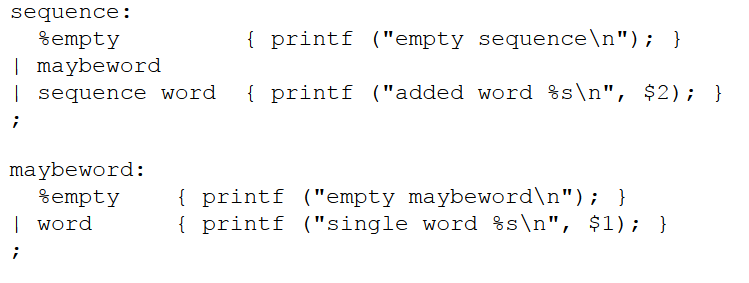 sequence:
  %empty         { printf ("empty sequence\n"); }
| maybeword
| sequence word  { printf ("added word %s\n", $2); }
;

maybeword:
  %empty    { printf ("empty maybeword\n"); }
| word      { printf ("single word %s\n", $1); }
;